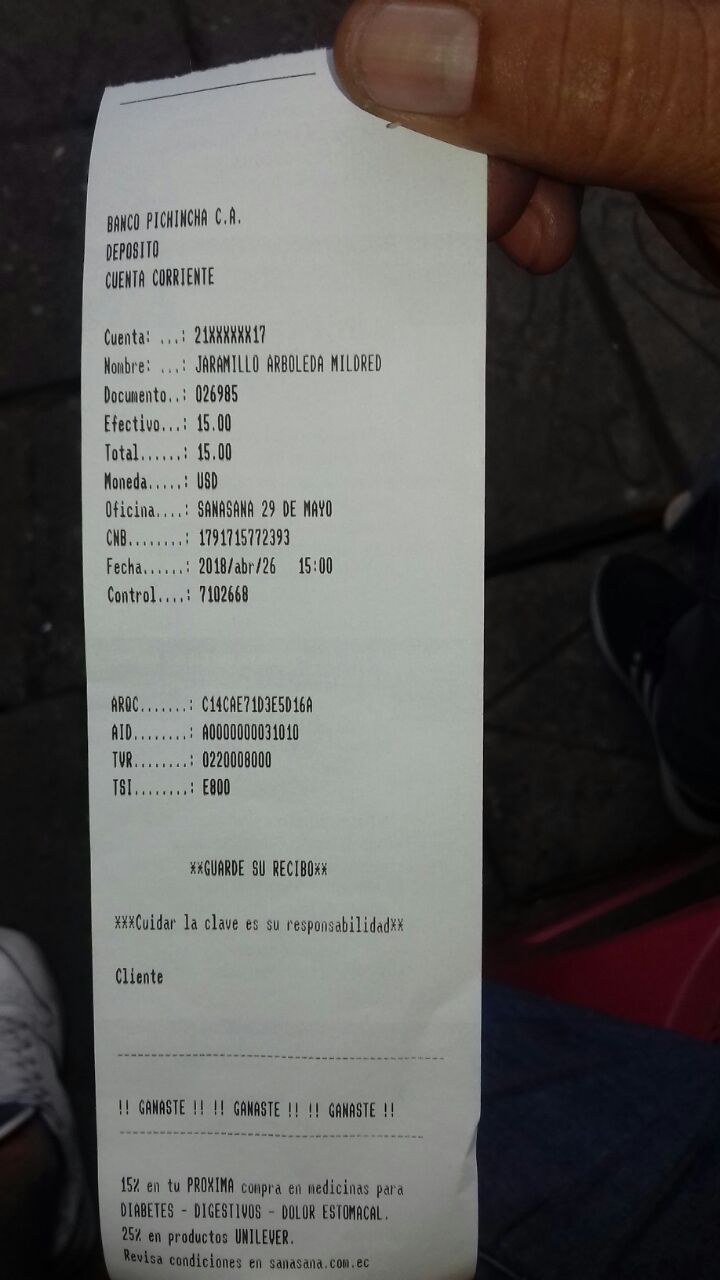 BANCO PICHINCHA C.A.
DEPOSITO
CUENTA CORRIENTE
Cuenta: ...: 21XXXXXX17
Nombre: ...: JARAMILLO ARBOLEDA MILDRED
Documento..: 026985
Efectivo...: 15.00
Total......: 15.00
Moneda.....: USD
Oficina....: SANASANA 29 DE MAYO
CNB........: 1791715772393
Fecha......: 2018/abr/26 15:00
Control....: 7102668
ARQC.......: C14CAE71D3E5D16A
AID........: A0000000031010
TVR........: 0220008000
TSI........: E800
**GUARDE SU RECIBO**
***Cuidar la clave es su responsabilidad**
Cliente
!! GANASTE !! !! GANASTE !! !! GANASTE !!
15% en tu PROXIMA compra en medicinas para
DIABETES - DIGESTIVOS - DOLOR ESTOMACAL.
25% en productos UNILEVER.
Revisa condiciones en sanasana.com.ec